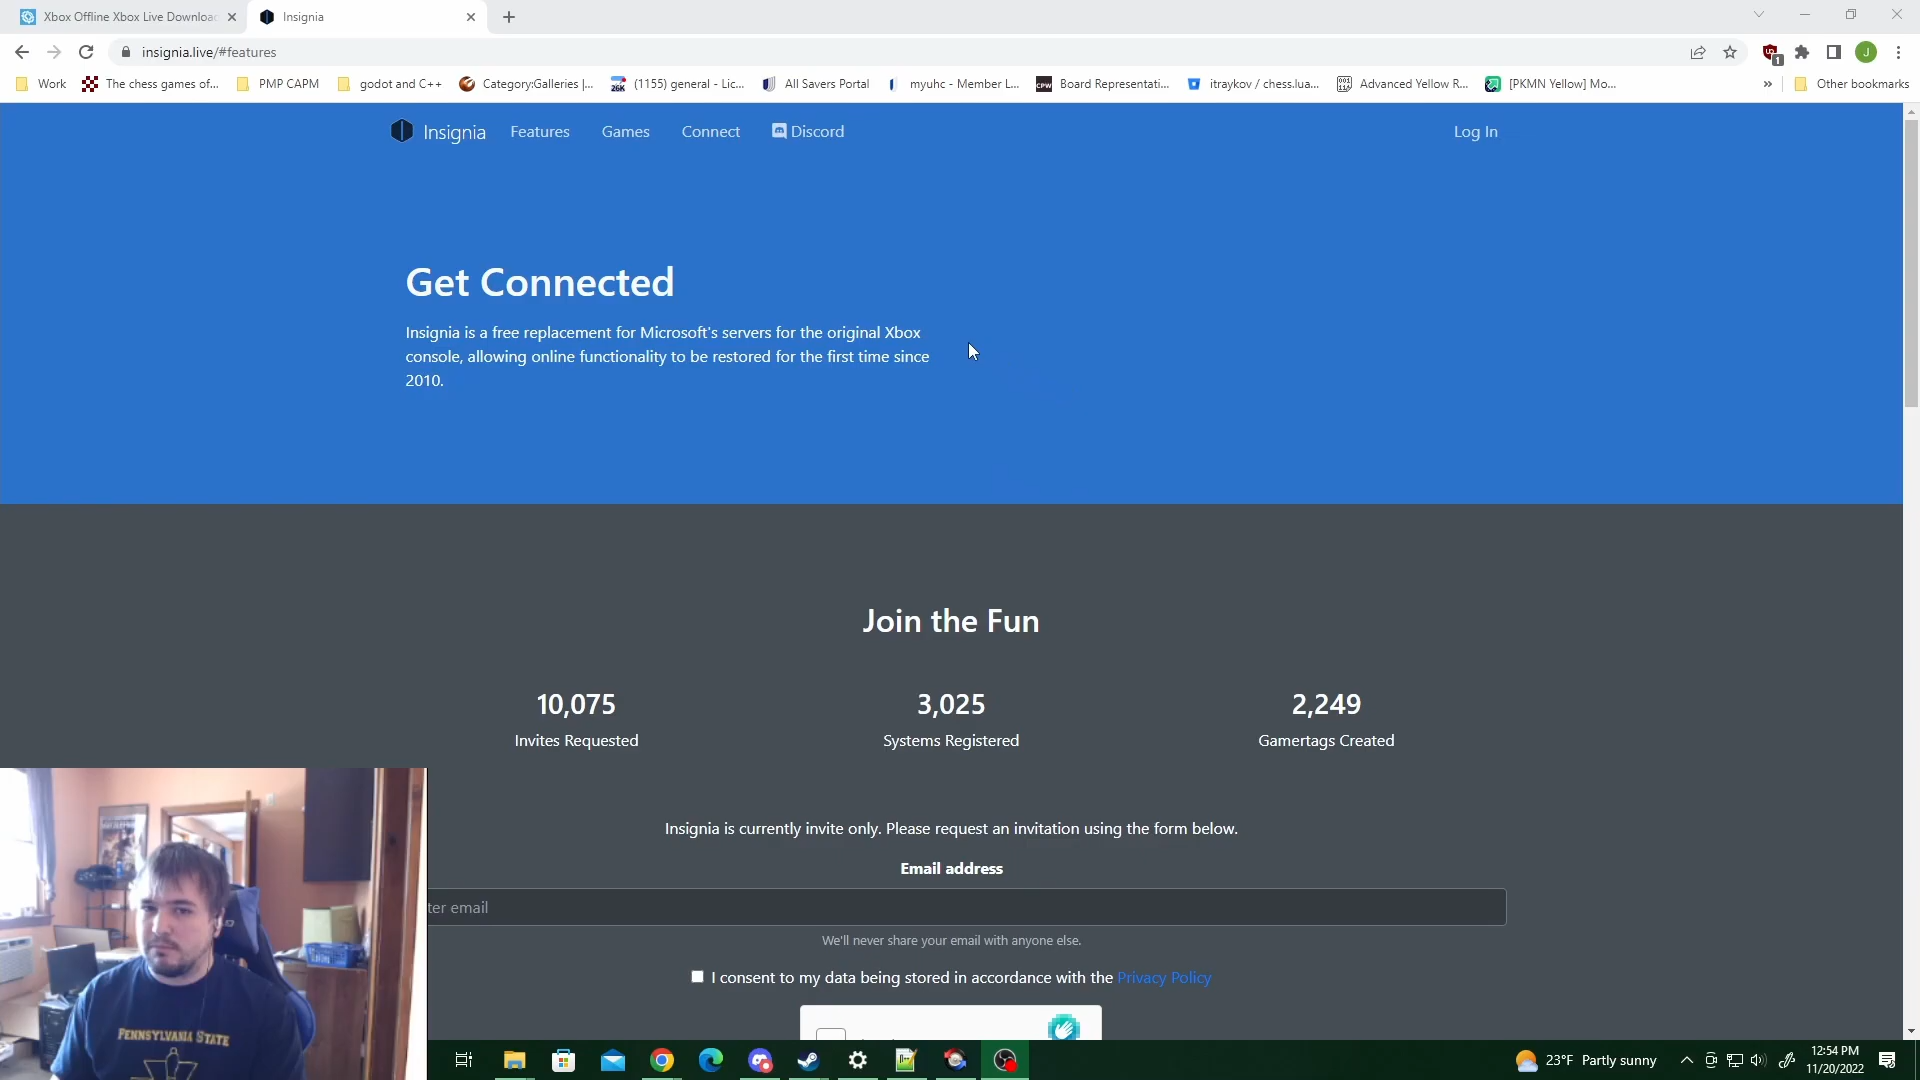 Xbox Offline Xbox Live Downloa
Insignia
insignia.live/#features
1
J
Work
The chess games of...
PMP CAPM
godot and C++
Category:Galleries |...
(1155) general - Lic...
All Savers Portal
myuhc - Member L...
Board Representati...
itraykov / chess.lua...
Advanced Yellow R...
[PKMN Yellow] Mo...
»
Other bookmarks
Insignia
Features
Games
Connect
Discord
Log In
Get Connected
Insignia is a free replacement for Microsoft's servers for the original Xbox
console, allowing online functionality to be restored for the first time since
2010.
Join the Fun
10,075
3,025
2,249
Invites Requested
Systems Registered
Gamertags Created
Insignia is currently invite only. Please request an invitation using the form below.
Email address
ter email
We'll never share your email with anyone else.
I consent to my data being stored in accordance with the Privacy Policy
PENNSYLVANIA STATE
23°F Partly sunny
12:54 PM
11/20/2022